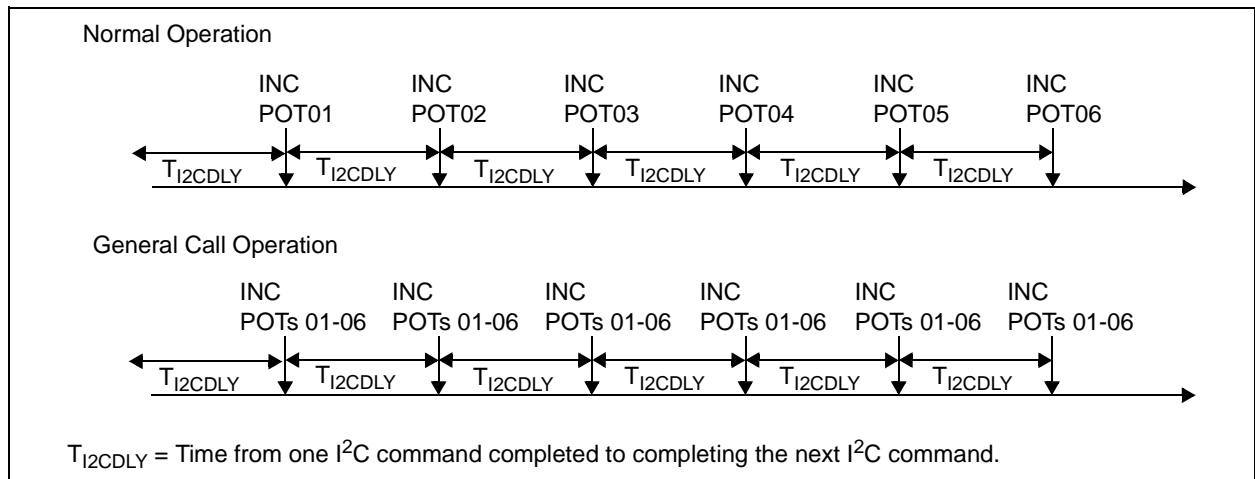 Normal Operation
INC INC INC INC INC INC
POT01 POT02 POT03 POT04 POT05 POT06
TI2CDLY TI2CDLY TI2CDLY TI2CDLY TI2CDLY TI2CDLY
General Call Operation
INC INC INC INC INC INC
POTs 01-06 POTs 01-06 POTs 01-06 POTs 01-06 POTs 01-06 POTs 01-06
TI2CDLY TI2CDLY TI2CDLY TI2CDLY TI2CDLY TI2CDLY
TI2CDLY = Time from one I²C command completed to completing the next I²C command.